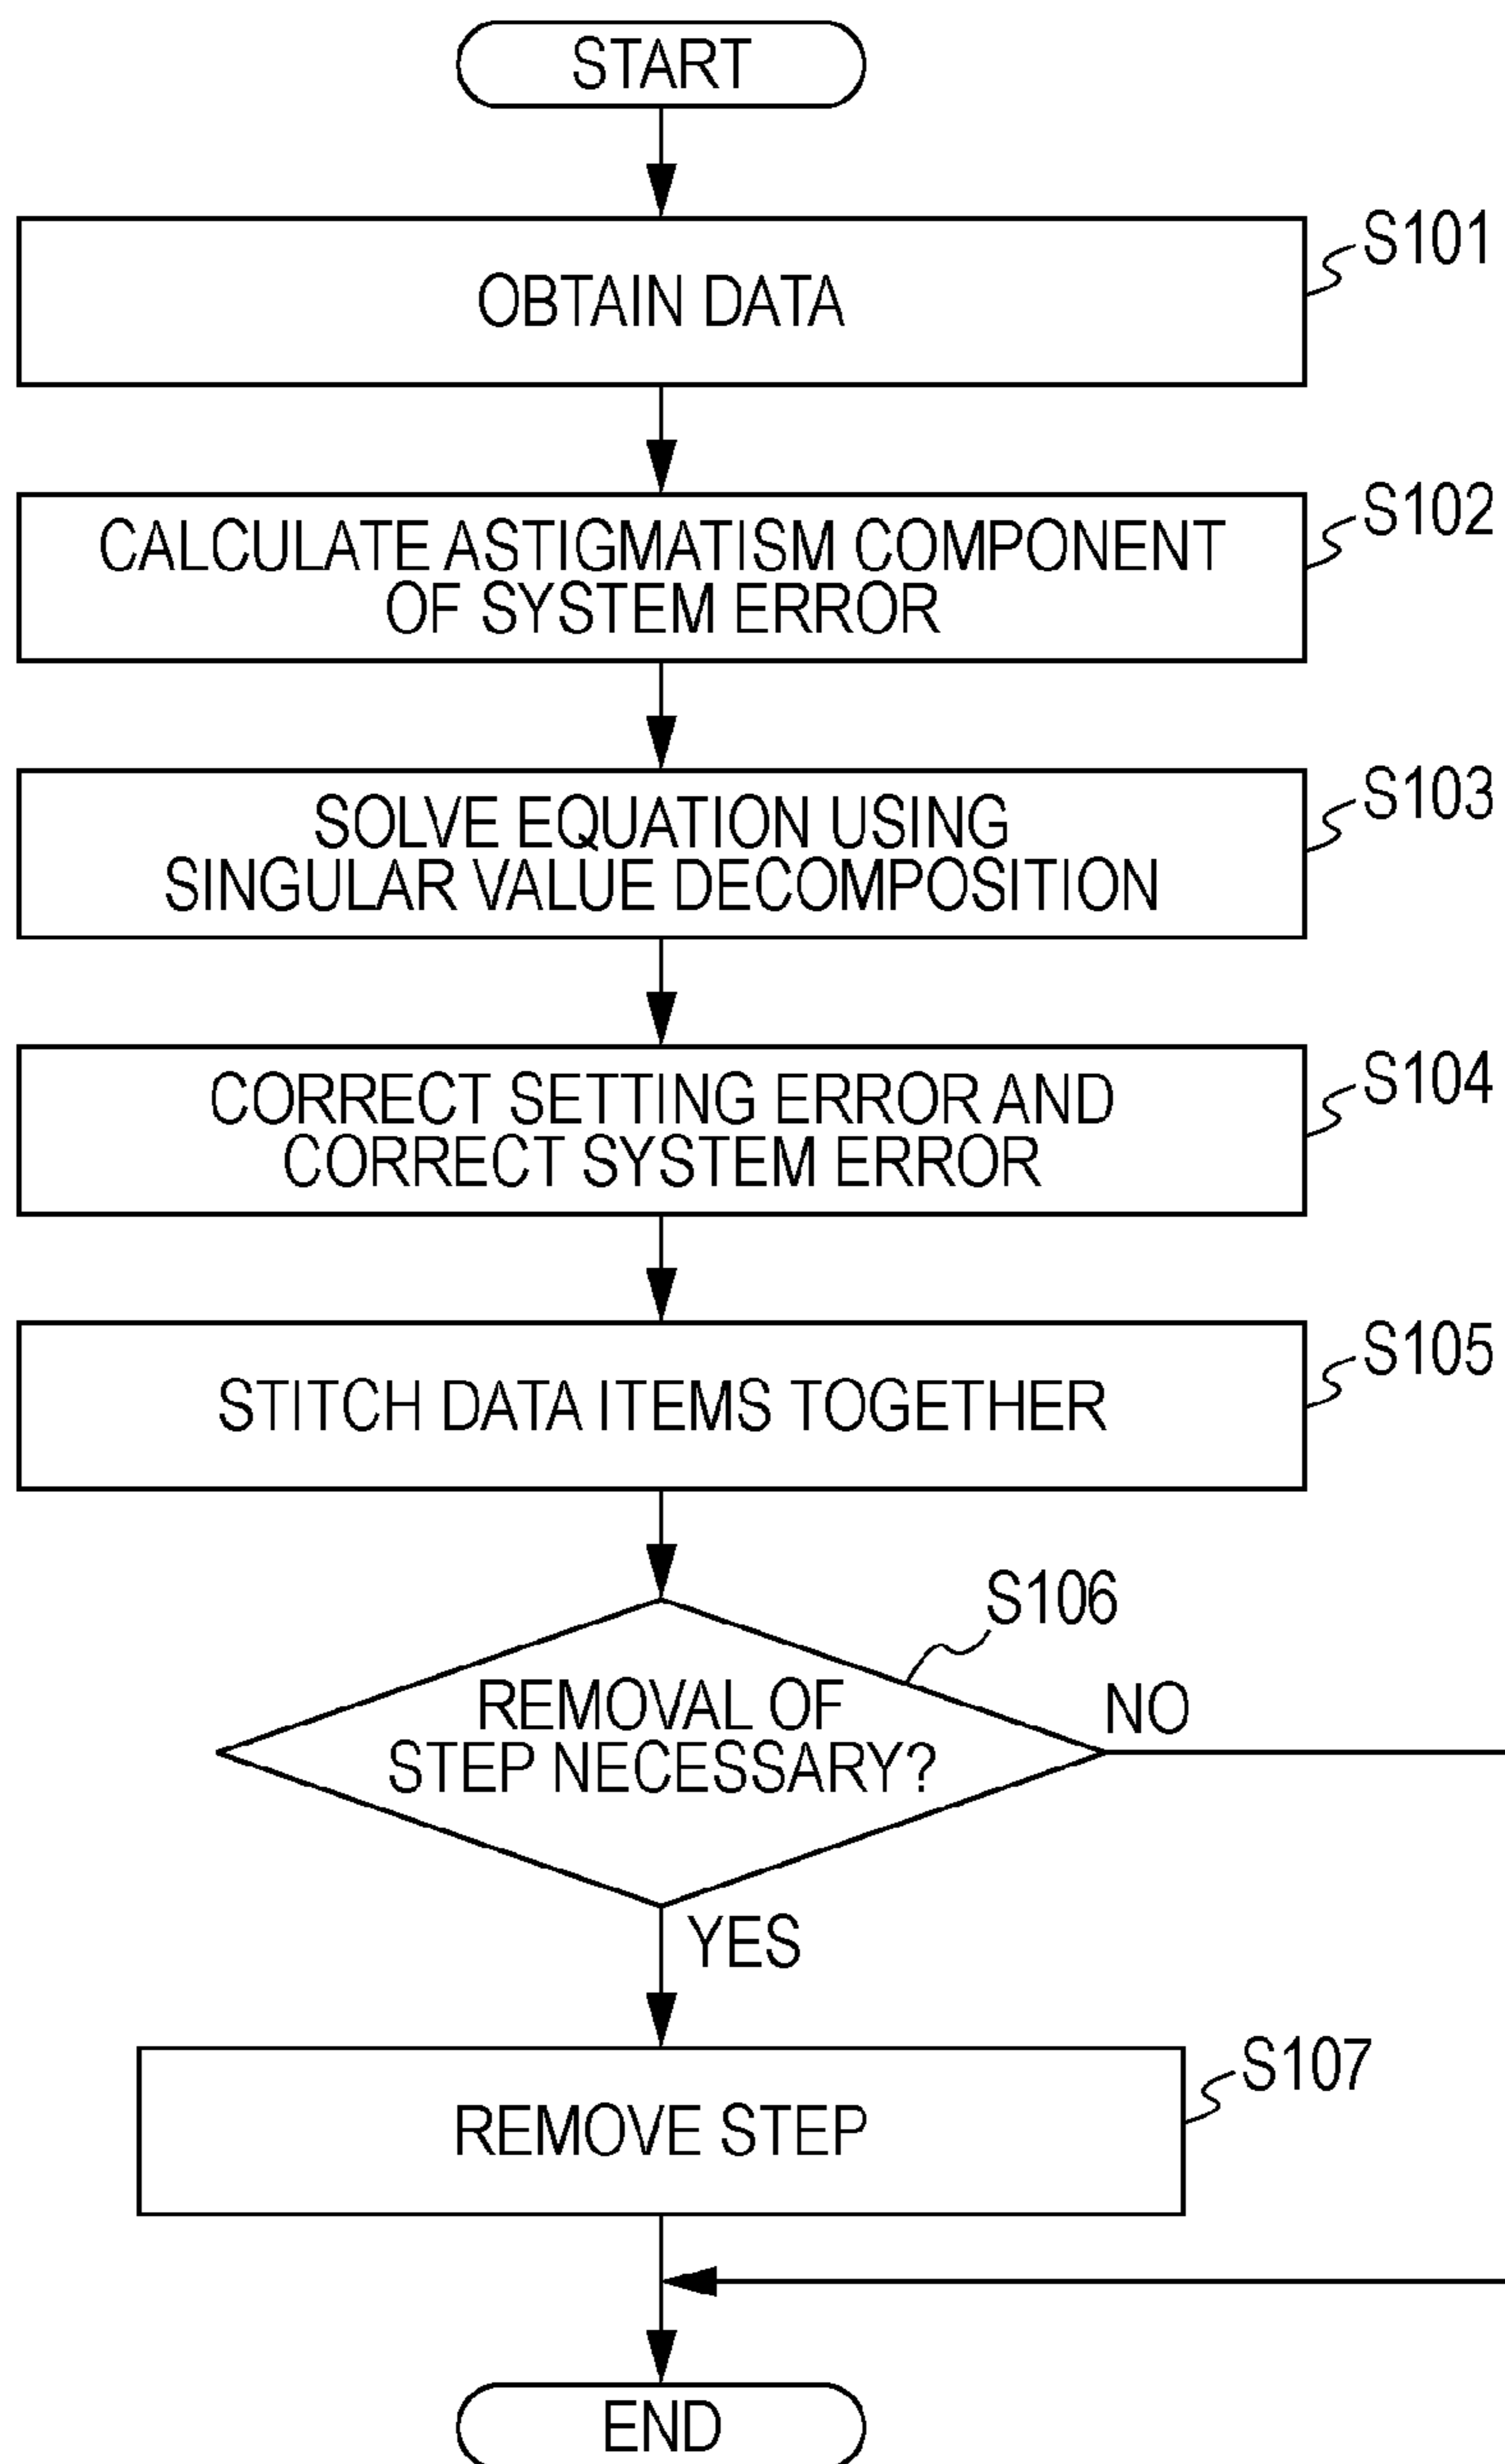 START
S101
OBTAIN DATA
S102
CALCULATE ASTIGMATISM COMPONENT
OF SYSTEM ERROR
S103
SOLVE EQUATION USING
SINGULAR VALUE DECOMPOSITION
S104
CORRECT SETTING ERROR AND
CORRECT SYSTEM ERROR
S105
STITCH DATA ITEMS TOGETHER
S106
REMOVAL OF
STEP NECESSARY?
NO
YES
S107
REMOVE STEP
END